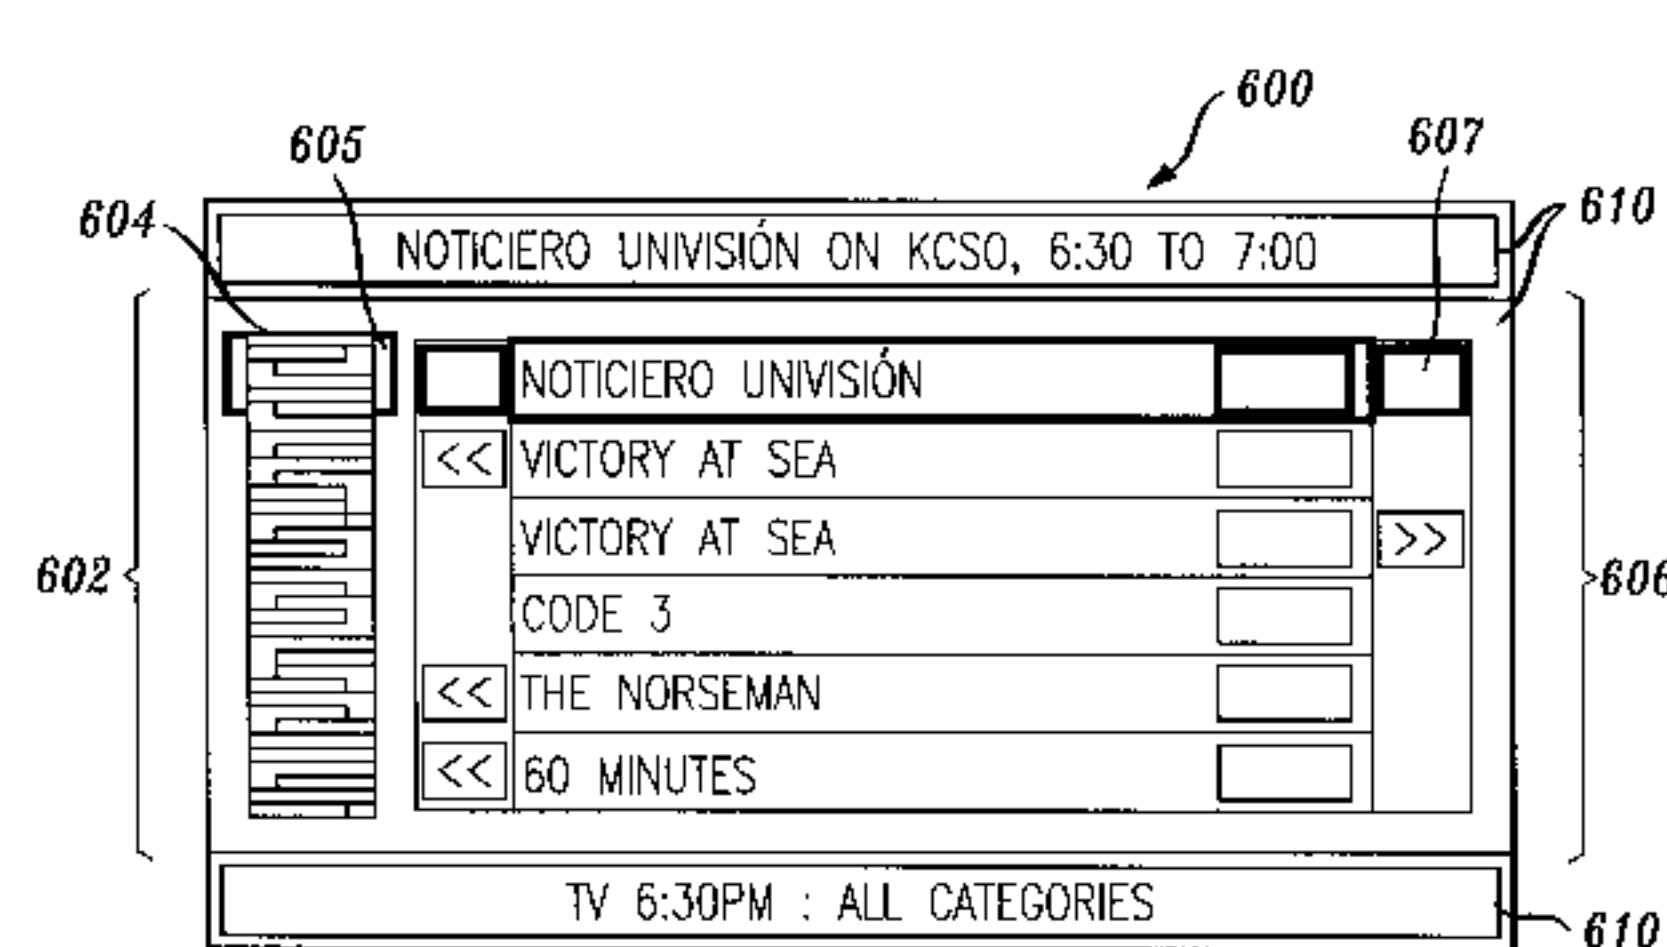 600
605
607
604
610
NOTICIERO UNIVISIÓN ON KCSO, 6:30 TO 7:00
NOTICIERO UNIVISIÓN
<< VICTORY AT SEA
VICTORY AT SEA >>
602
606
CODE 3
<< THE NORSEMAN
<< 60 MINUTES
TV 6:30PM : ALL CATEGORIES
610